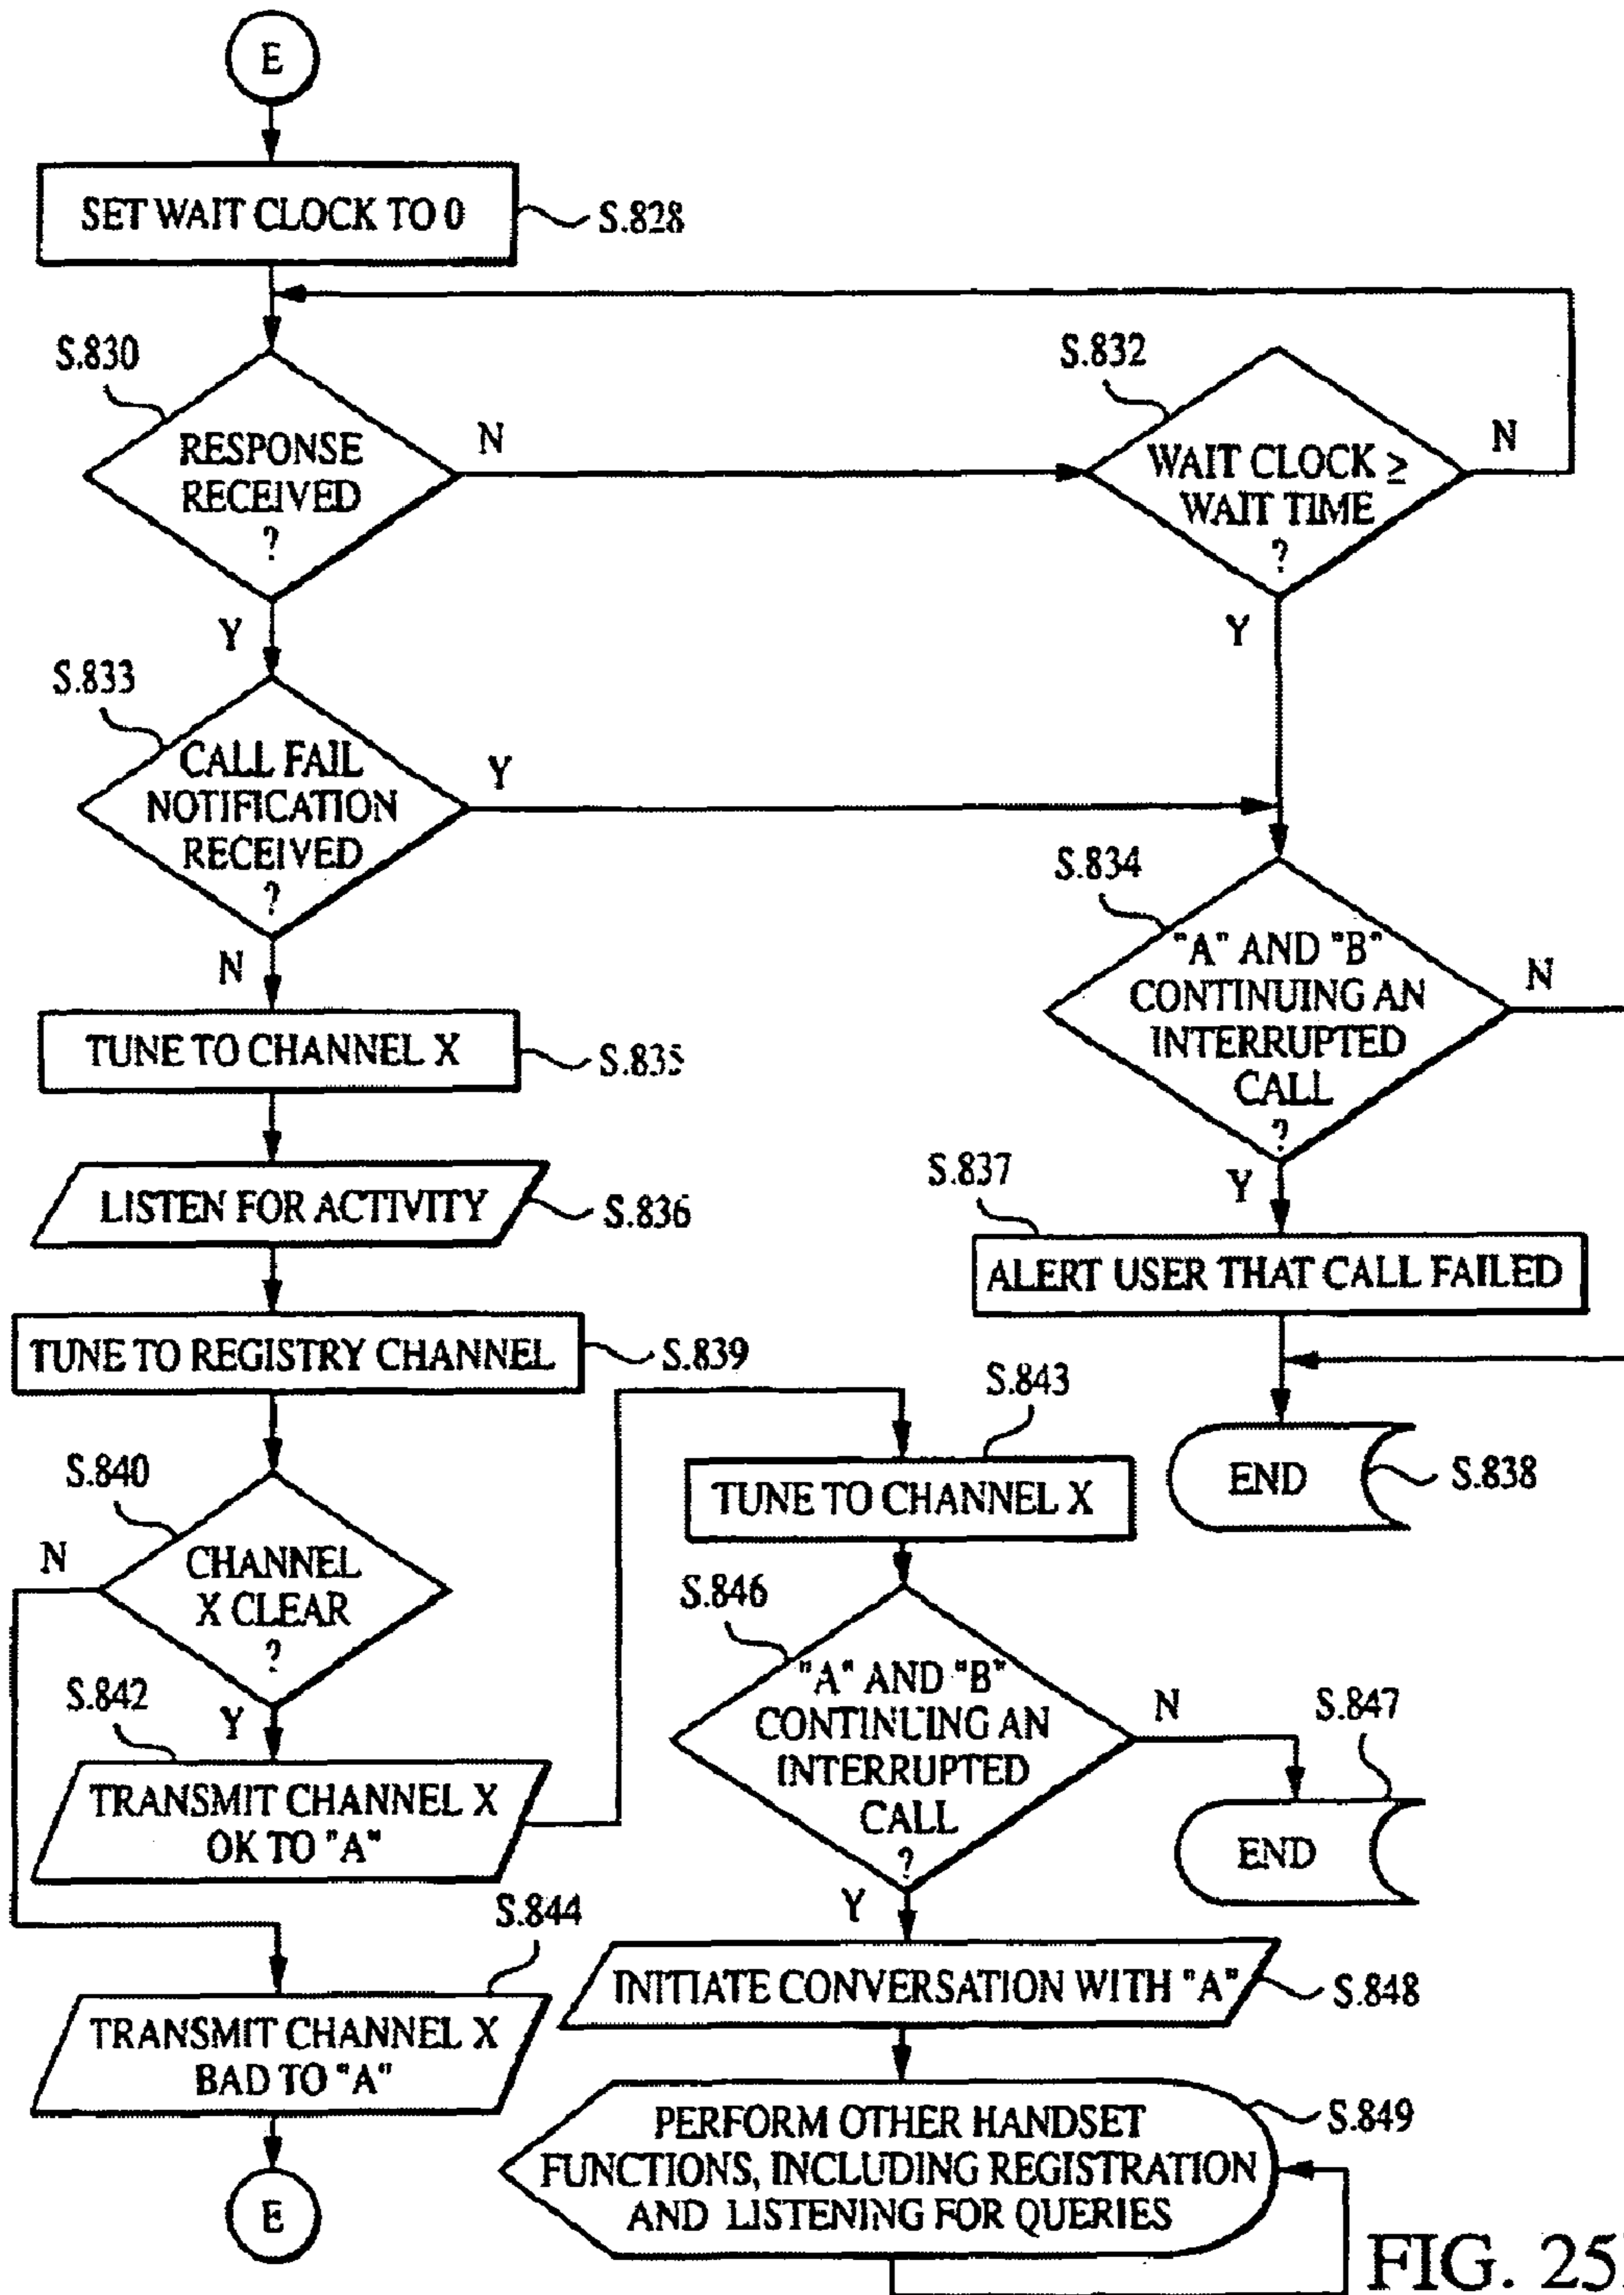 E
SET WAIT CLOCK TO 0
S.828
S.830
RESPONSE
RECEIVED
?
N
Y
S.832
WAIT CLOCK ≥
WAIT TIME
?
N
Y
S.833
CALL FAIL
NOTIFICATION
RECEIVED
?
Y
N
S.834
"A" AND "B"
CONTINUING AN
INTERRUPTED
CALL
?
N
Y
TUNE TO CHANNEL X
S.835
LISTEN FOR ACTIVITY
S.836
S.837
ALERT USER THAT CALL FAILED
TUNE TO REGISTRY CHANNEL
S.839
END
S.838
S.840
CHANNEL
X CLEAR
?
N
Y
S.842
TRANSMIT CHANNEL X
OK TO "A"
S.843
TUNE TO CHANNEL X
S.846
"A" AND "B"
CONTINUING AN
INTERRUPTED
CALL
?
N
Y
S.847
END
S.844
TRANSMIT CHANNEL X
BAD TO "A"
E
INITIATE CONVERSATION WITH "A"
S.848
PERFORM OTHER HANDSET
FUNCTIONS, INCLUDING REGISTRATION
AND LISTENING FOR QUERIES
S.849
FIG. 25